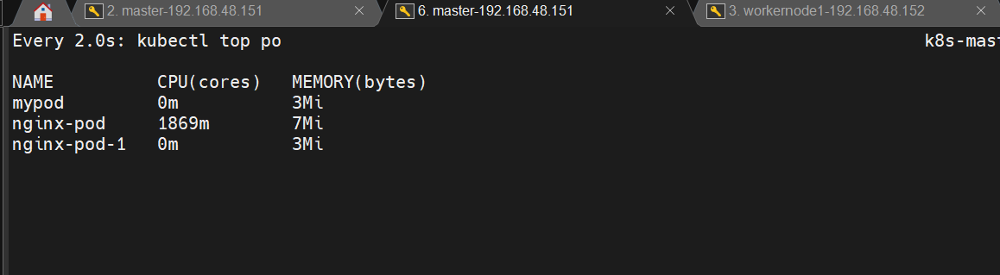 2. master-192.168.48.151
6. master-192.168.48.151
3. workernode1-192.168.48.152
Every 2.0s: kubectl top po k8s-mast
NAME CPU(cores) MEMORY(bytes)
mypod 0m 3Mi
nginx-pod 1869m 7Mi
nginx-pod-1 0m 3Mi